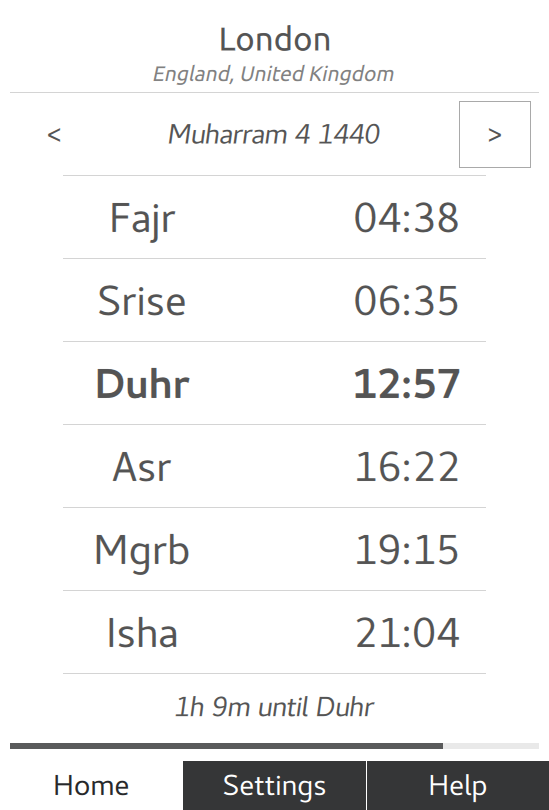 London
England, United Kingdom
< Muharram 4 1440 >
Fajr 04:38
Srise 06:35
Duhr 12:57
Asr 16:22
Mgrb 19:15
Isha 21:04
1h 9m until Duhr
Home Settings Help